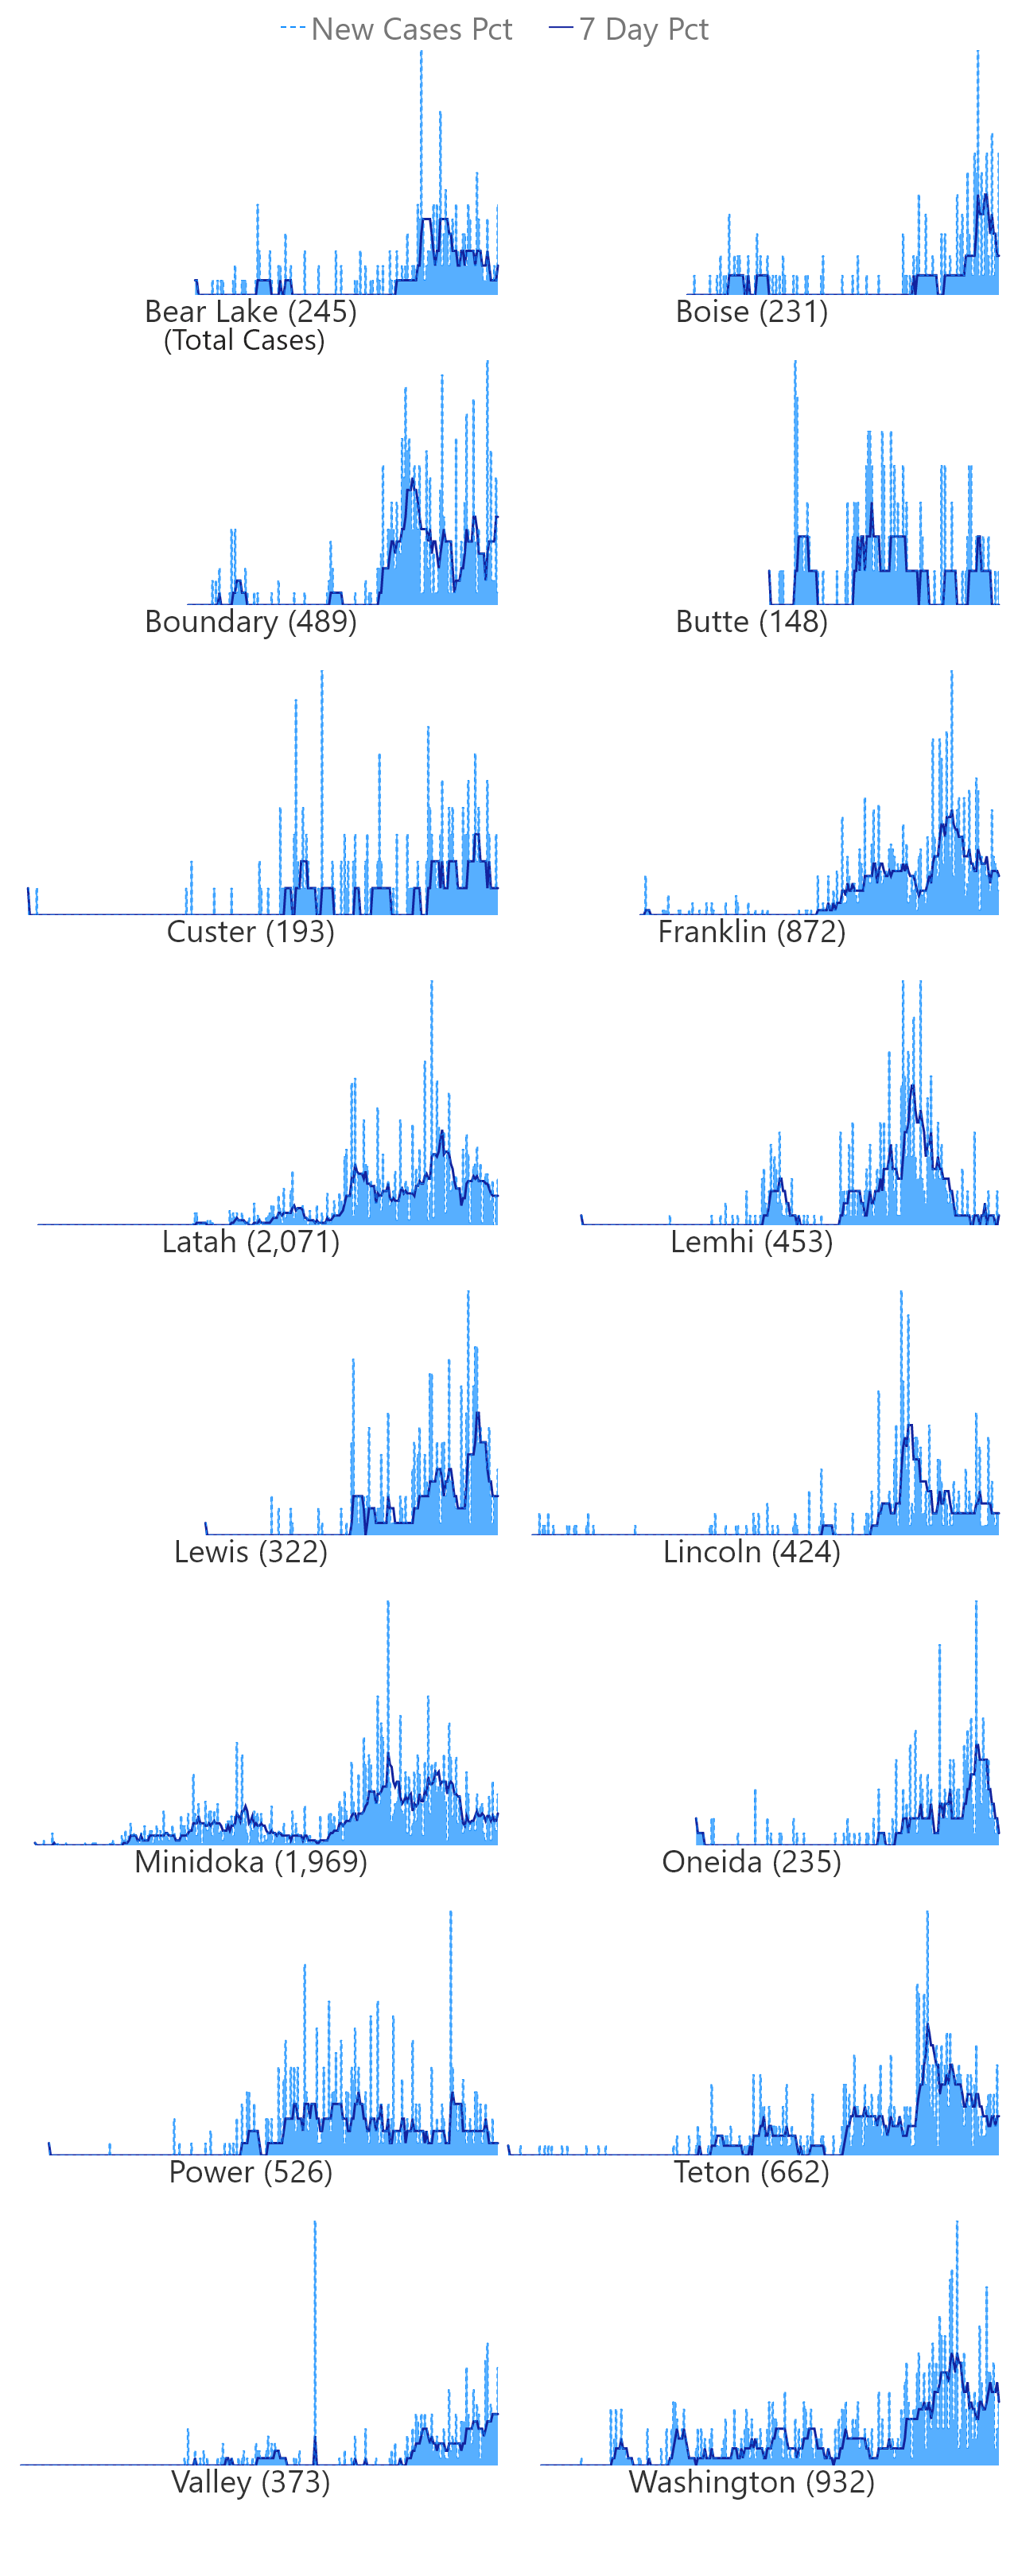 New Cases Pct 7 Day Pct
Bear Lake (245) Boise (231)
(Total Cases)
Boundary (489) Butte (148)
Custer (193) Franklin (872)
Latah (2,071) Lemhi (453)
Lewis (322) Lincoln (424)
Minidoka (1,969) Oneida (235)
Power (526) Teton (662)
Valley (373) Washington (932)